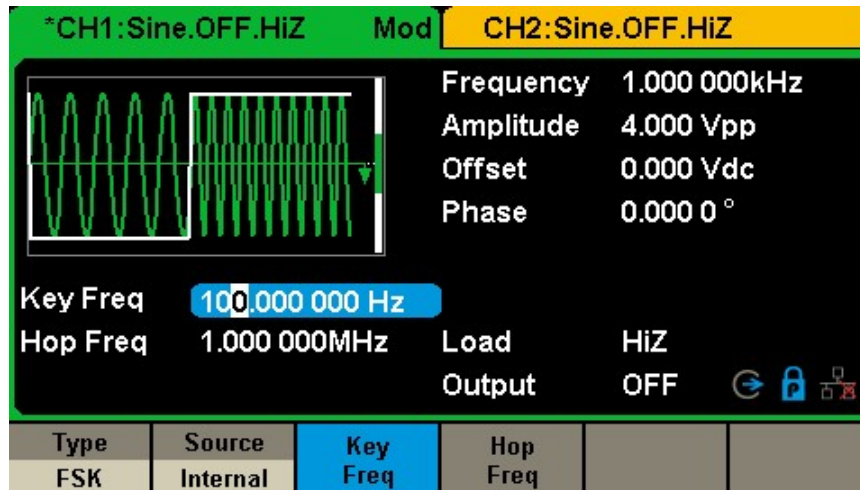 *CH1:Sine.OFF.HiZ Mod CH2:Sine.OFF.HiZ
Frequency 1.000 000kHz
Amplitude 4.000 Vpp
Offset 0.000 Vdc
Phase 0.000 0 °
Key Freq 100.000 000 Hz
Hop Freq 1.000 000MHz
Load HiZ
Output OFF P
Type
FSK
Source
Internal
Key
Freq
Hop
Freq